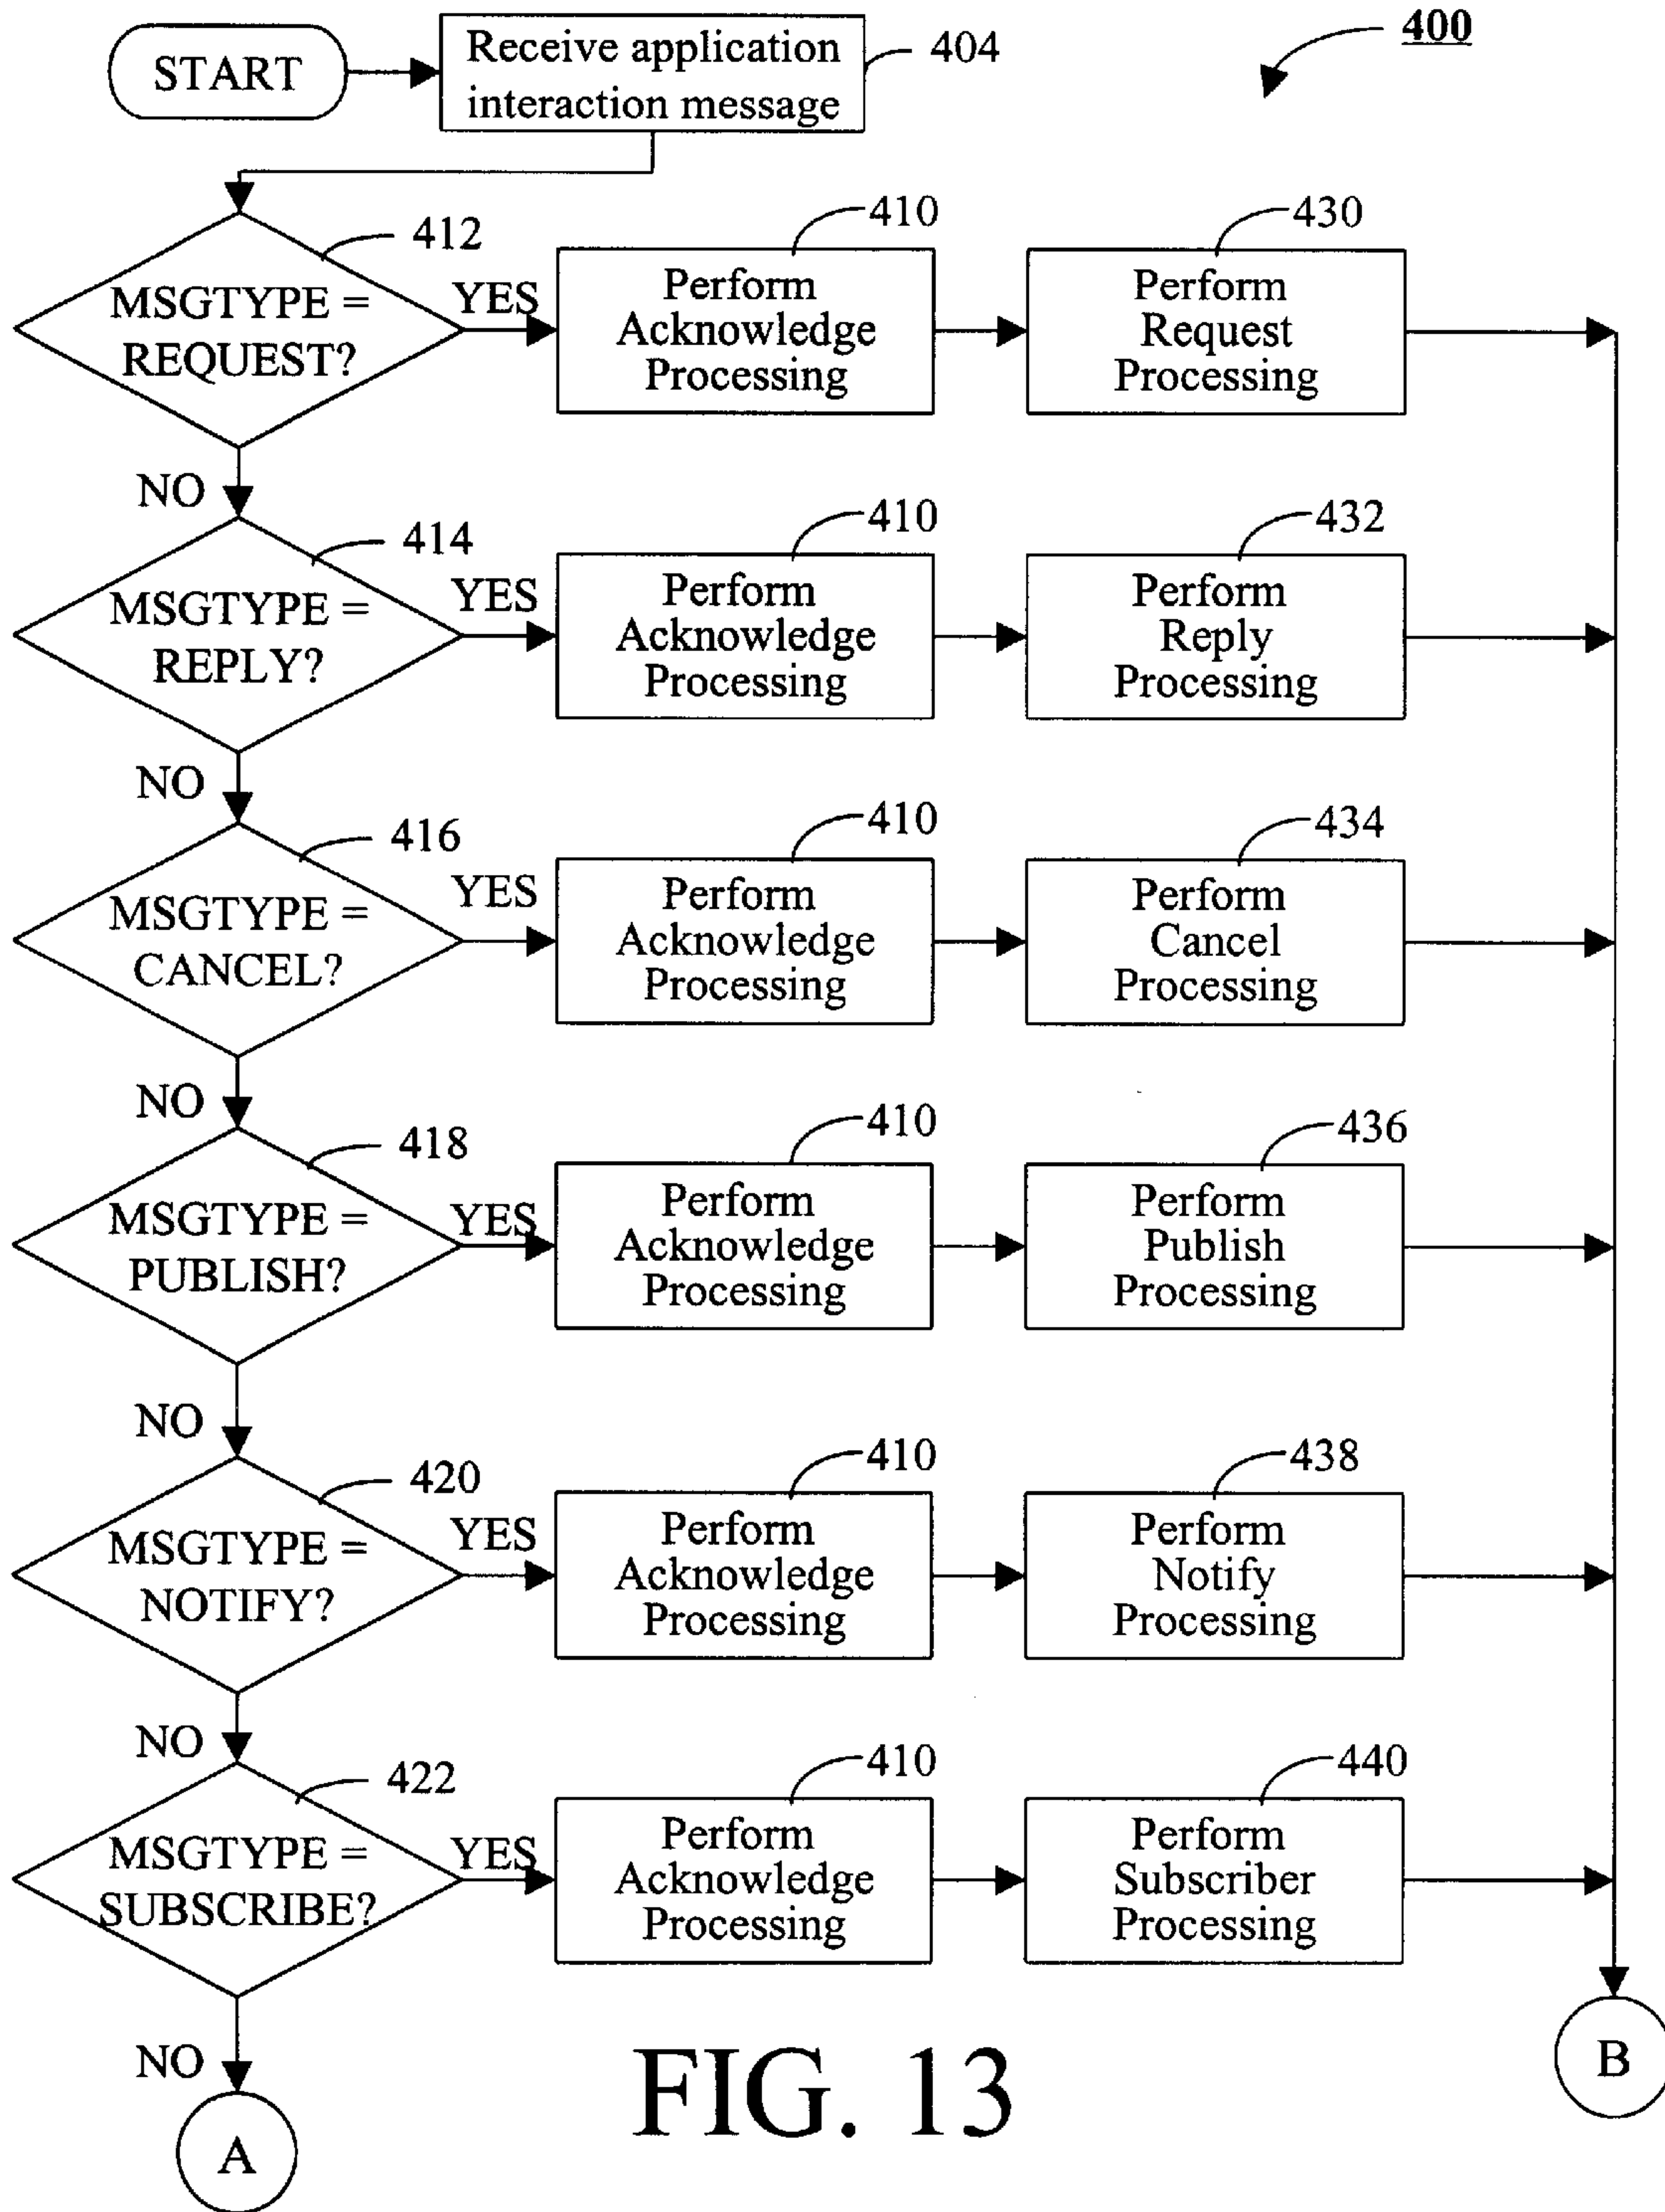 400
START
Receive application
interaction message
404
412
MSGTYPE =
REQUEST?
YES
410
Perform
Acknowledge
Processing
430
Perform
Request
Processing
NO
414
MSGTYPE =
REPLY?
YES
410
Perform
Acknowledge
Processing
432
Perform
Reply
Processing
NO
416
MSGTYPE =
CANCEL?
YES
410
Perform
Acknowledge
Processing
434
Perform
Cancel
Processing
NO
418
MSGTYPE =
PUBLISH?
YES
410
Perform
Acknowledge
Processing
436
Perform
Publish
Processing
NO
420
MSGTYPE =
NOTIFY?
YES
410
Perform
Acknowledge
Processing
438
Perform
Notify
Processing
NO
422
MSGTYPE =
SUBSCRIBE?
YES
410
Perform
Acknowledge
Processing
440
Perform
Subscriber
Processing
NO
A
B
FIG. 13